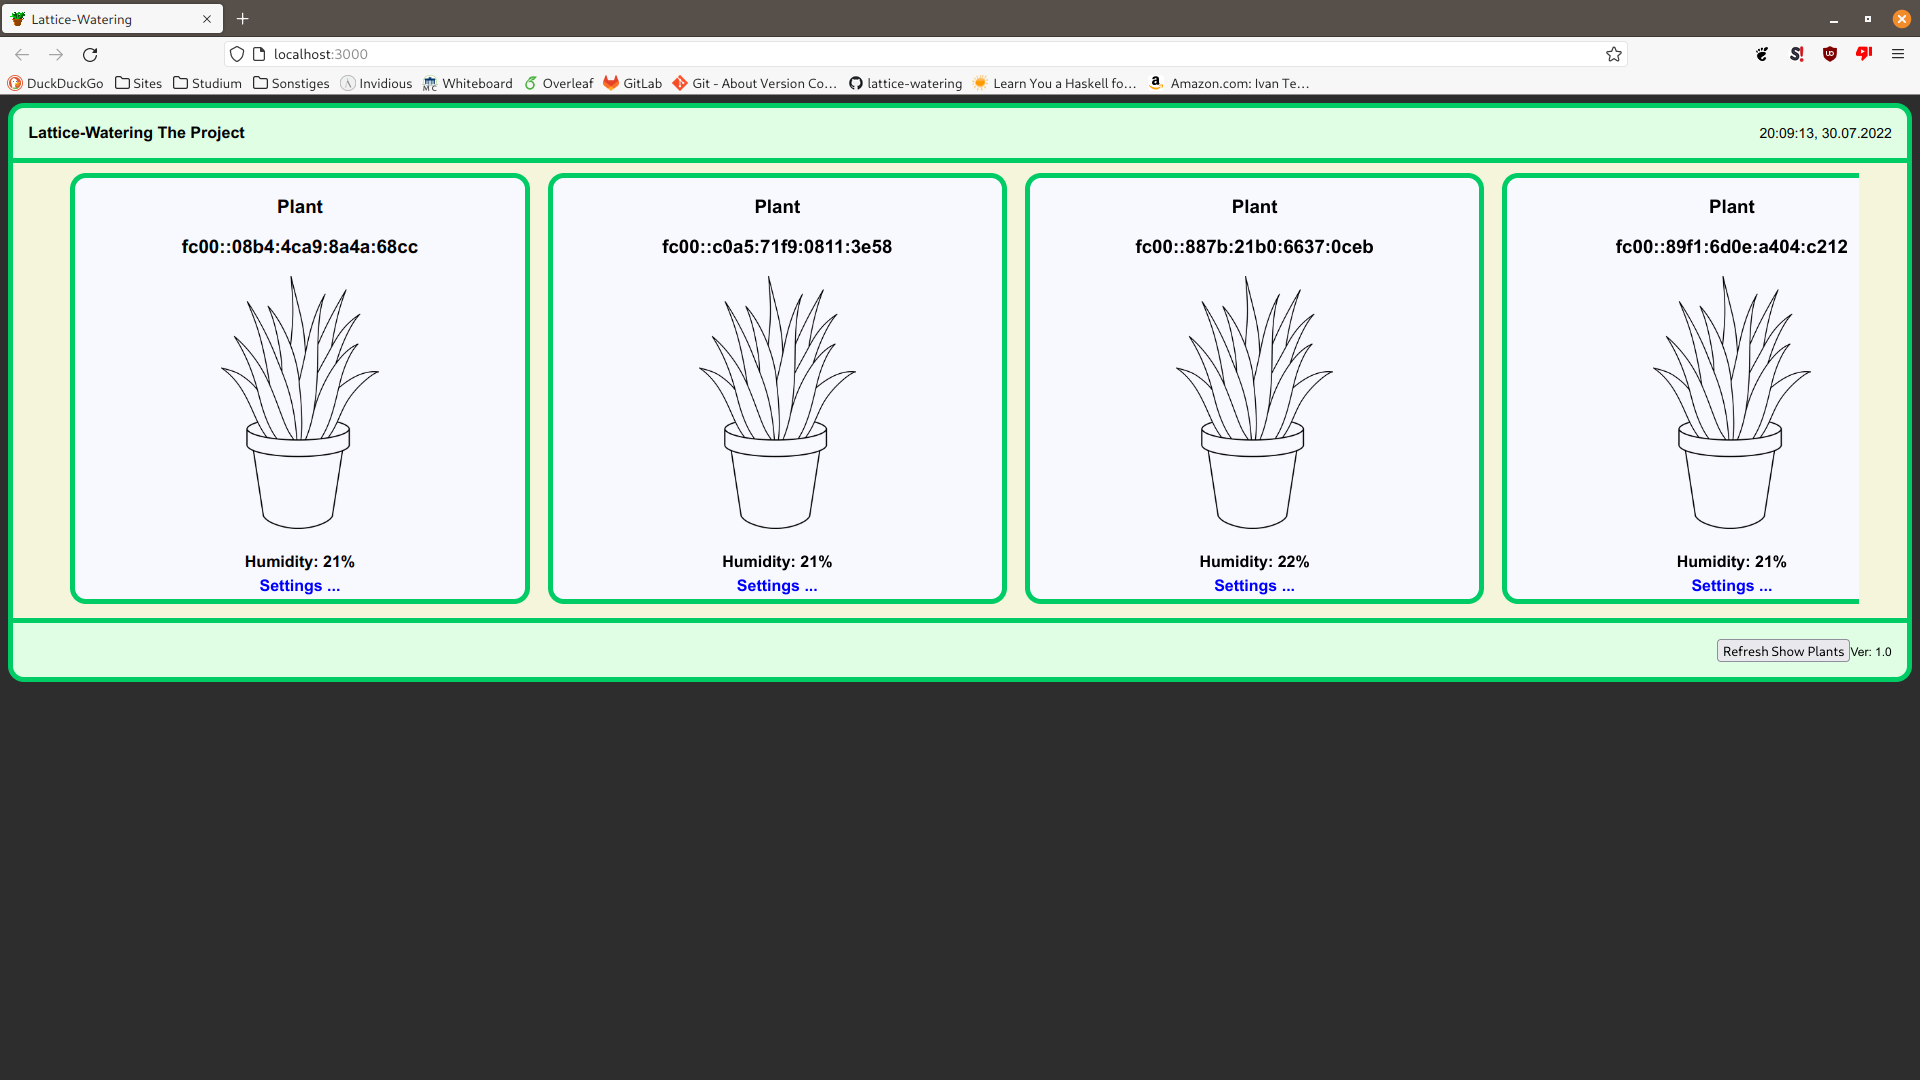 Lattice-Watering
localhost:3000
DuckDuckGo Sites Studium Sonstiges Invidious Whiteboard Overleaf GitLab Git - About Version Co… lattice-watering Learn You a Haskell fo… Amazon.com: Ivan Te…
Lattice-Watering The Project
20:09:13, 30.07.2022
Plant
fc00::08b4:4ca9:8a4a:68cc
Humidity: 21%
Settings ...
Plant
fc00::c0a5:71f9:0811:3e58
Humidity: 21%
Settings ...
Plant
fc00::887b:21b0:6637:0ceb
Humidity: 22%
Settings ...
Plant
fc00::89f1:6d0e:a404:c212
Humidity: 21%
Settings ...
Refresh Show Plants Ver: 1.0